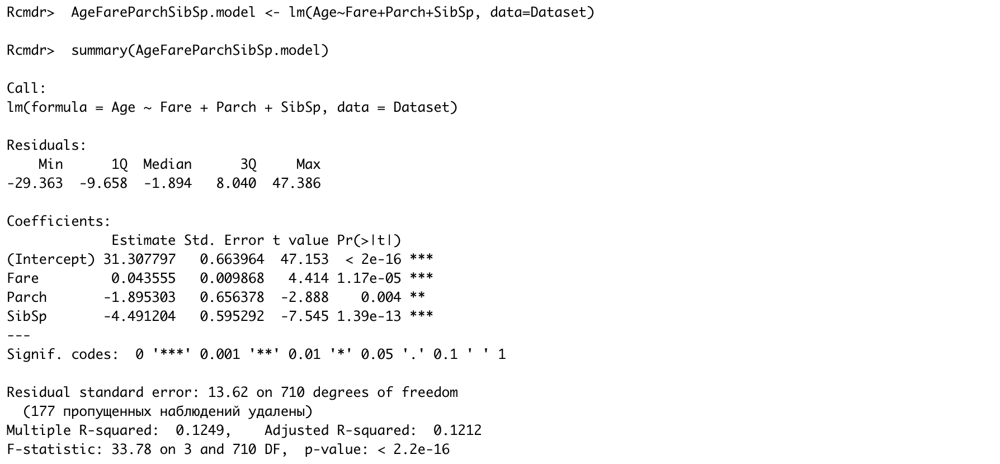 Rcmdr>  AgeFareParchSibSp.model <- lm(Age~Fare+Parch+SibSp, data=Dataset)

Rcmdr>  summary(AgeFareParchSibSp.model)

Call:
lm(formula = Age ~ Fare + Parch + SibSp, data = Dataset)

Residuals:
    Min      1Q  Median      3Q     Max
-29.363  -9.658  -1.894   8.040  47.386

Coefficients:
             Estimate Std. Error t value Pr(>|t|)
(Intercept) 31.307797   0.663964  47.153  < 2e-16 ***
Fare         0.043555   0.009868   4.414 1.17e-05 ***
Parch       -1.895303   0.656378  -2.888    0.004 **
SibSp       -4.491204   0.595292  -7.545 1.39e-13 ***
---
Signif. codes:  0 '***' 0.001 '**' 0.01 '*' 0.05 '.' 0.1 ' ' 1

Residual standard error: 13.62 on 710 degrees of freedom
  (177 пропущенных наблюдений удалены)
Multiple R-squared:  0.1249,    Adjusted R-squared:  0.1212
F-statistic: 33.78 on 3 and 710 DF,  p-value: < 2.2e-16